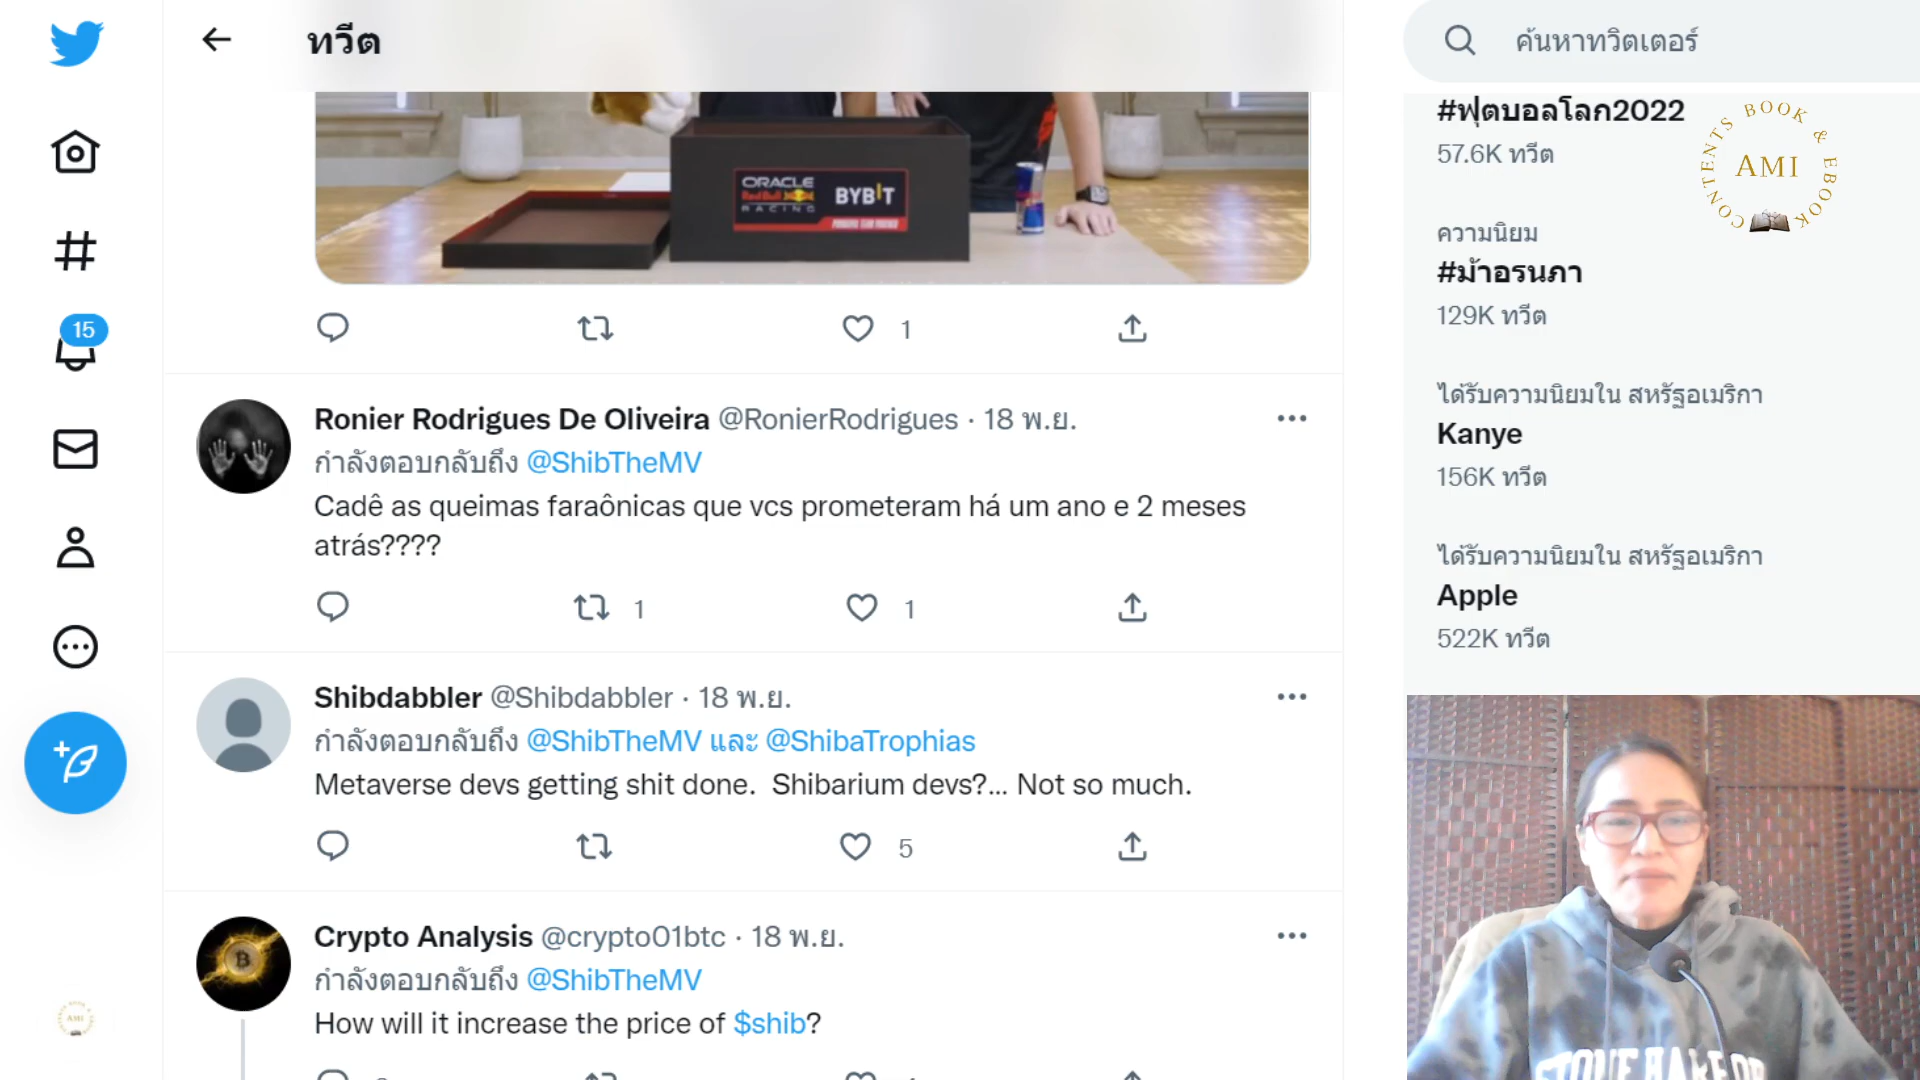 ทวีต
ค้นหาทวิตเตอร์
#ฟุตบอลโลก2022
57.6K ทวีต
CONTENTS BOOK & EBOOK
AMI
ความนิยม
#ม้าอรนภา
129K ทวีต
ได้รับความนิยมใน สหรัฐอเมริกา
Kanye
156K ทวีต
ได้รับความนิยมใน สหรัฐอเมริกา
Apple
522K ทวีต
15
ORACLE
Red Bull
RACING
BYBIT
1
Ronier Rodrigues De Oliveira @RonierRodrigues · 18 พ.ย.
กำลังตอบกลับถึง @ShibTheMV
Cadê as queimas faraônicas que vcs prometeram há um ano e 2 meses
atrás????
1 1
Shibdabbler @Shibdabbler · 18 พ.ย.
กำลังตอบกลับถึง @ShibTheMV และ @ShibaTrophias
Metaverse devs getting shit done.  Shibarium devs?... Not so much.
5
Crypto Analysis @crypto01btc · 18 พ.ย.
กำลังตอบกลับถึง @ShibTheMV
How will it increase the price of $shib?
AMI
STONE HARBOR